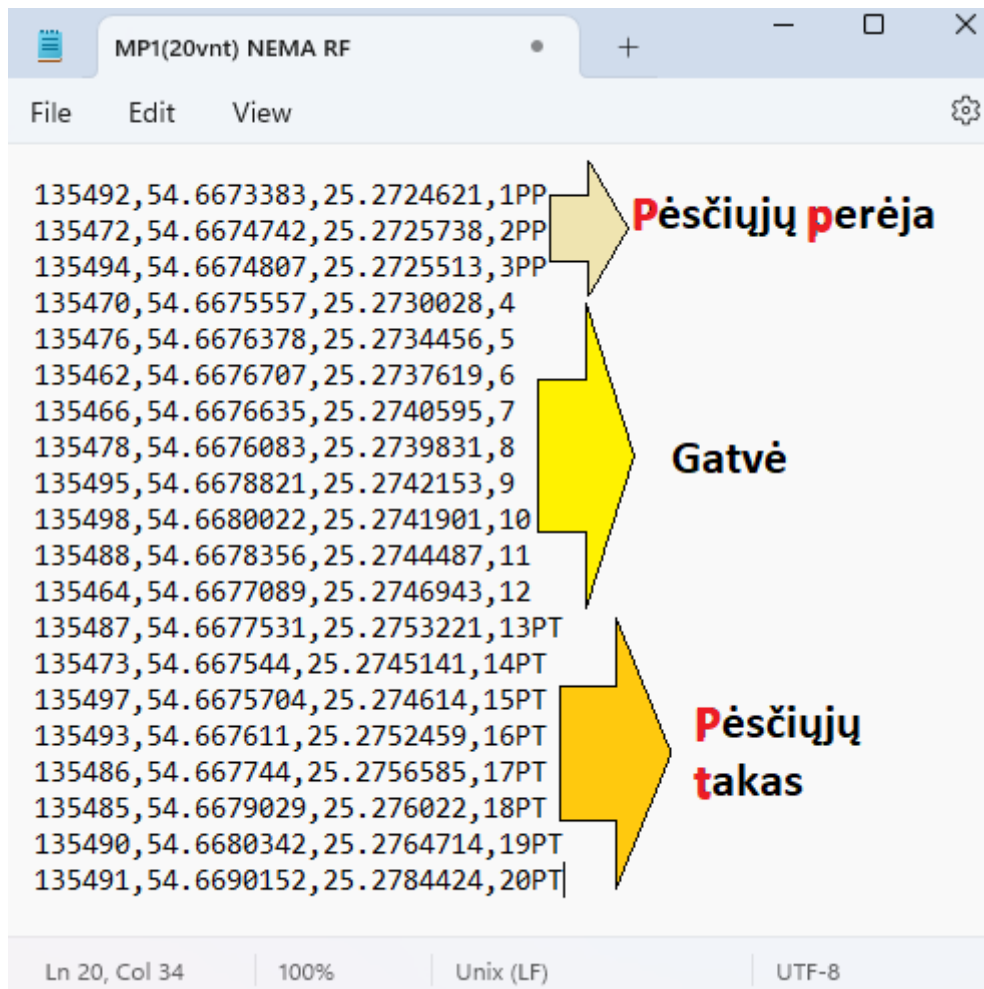 MP1(20vnt) NEMA RF
File Edit View
135492,54.6673383,25.2724621,1PP
135472,54.6674742,25.2725738,2PP
135494,54.6674807,25.2725513,3PP
135470,54.6675557,25.2730028,4
135476,54.6676378,25.2734456,5
135462,54.6676707,25.2737619,6
135466,54.6676635,25.2740595,7
135478,54.6676083,25.2739831,8
135495,54.6678821,25.2742153,9
135498,54.6680022,25.2741901,10
135488,54.6678356,25.2744487,11
135464,54.6677089,25.2746943,12
135487,54.6677531,25.2753221,13PT
135473,54.667544,25.2745141,14PT
135497,54.6675704,25.274614,15PT
135493,54.667611,25.2752459,16PT
135486,54.667744,25.2756585,17PT
135485,54.6679029,25.276022,18PT
135490,54.6680342,25.2764714,19PT
135491,54.6690152,25.2784424,20PT
Pėsčiųjų perėja
Gatvė
Pėsčiųjų
takas
Ln 20, Col 34 100% Unix (LF) UTF-8